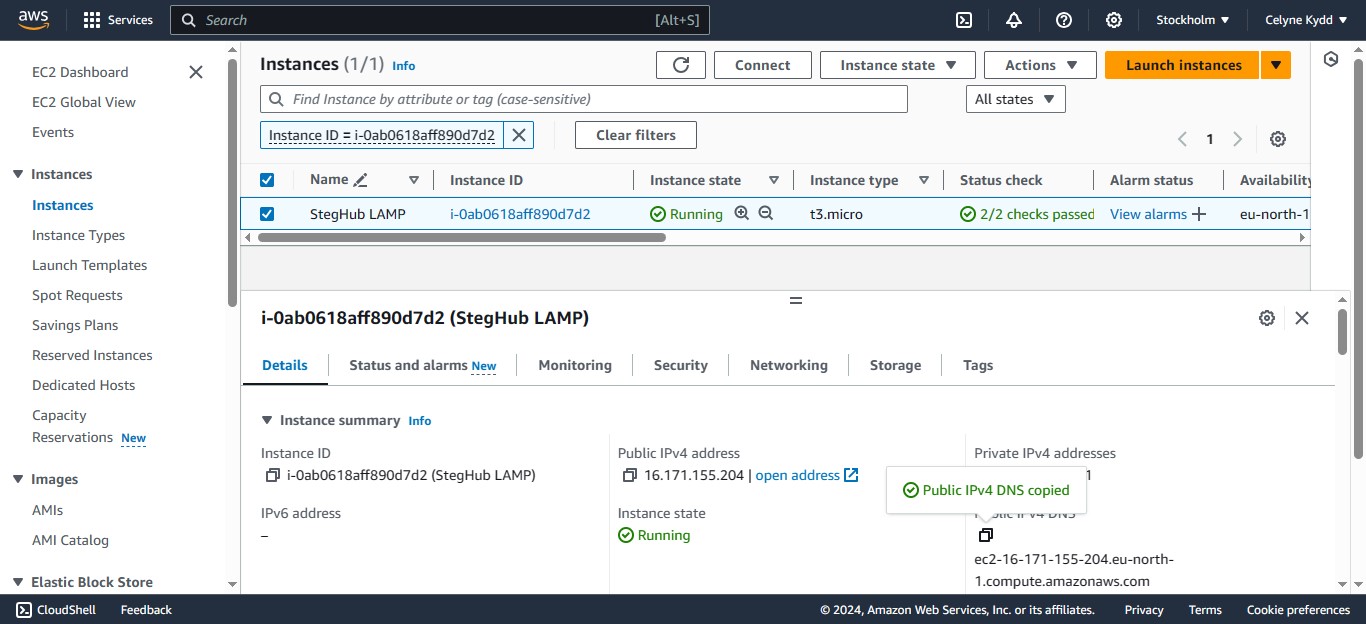 aws
Services
Search
[Alt+S]
Stockholm
Celyne Kydd
EC2 Dashboard
EC2 Global View
Events
Instances
Instances
Instance Types
Launch Templates
Spot Requests
Savings Plans
Reserved Instances
Dedicated Hosts
Capacity
Reservations New
Images
AMIs
AMI Catalog
Elastic Block Store
Instances (1/1) Info
Connect
Instance state
Actions
Launch instances
Find Instance by attribute or tag (case-sensitive)
All states
Instance ID = i-0ab0618aff890d7d2
Clear filters
1
Name Instance ID Instance state Instance type Status check Alarm status Availability
StegHub LAMP i-0ab0618aff890d7d2 Running t3.micro 2/2 checks passed View alarms eu-north-1
i-0ab0618aff890d7d2 (StegHub LAMP)
Details Status and alarms New Monitoring Security Networking Storage Tags
Instance summary Info
Instance ID
i-0ab0618aff890d7d2 (StegHub LAMP)
IPv6 address
–
Public IPv4 address
16.171.155.204 | open address
Instance state
Running
Private IPv4 addresses
1
Public IPv4 DNS copied
Public IPv4 DNS
ec2-16-171-155-204.eu-north-
1.compute.amazonaws.com
CloudShell Feedback
© 2024, Amazon Web Services, Inc. or its affiliates. Privacy Terms Cookie preferences